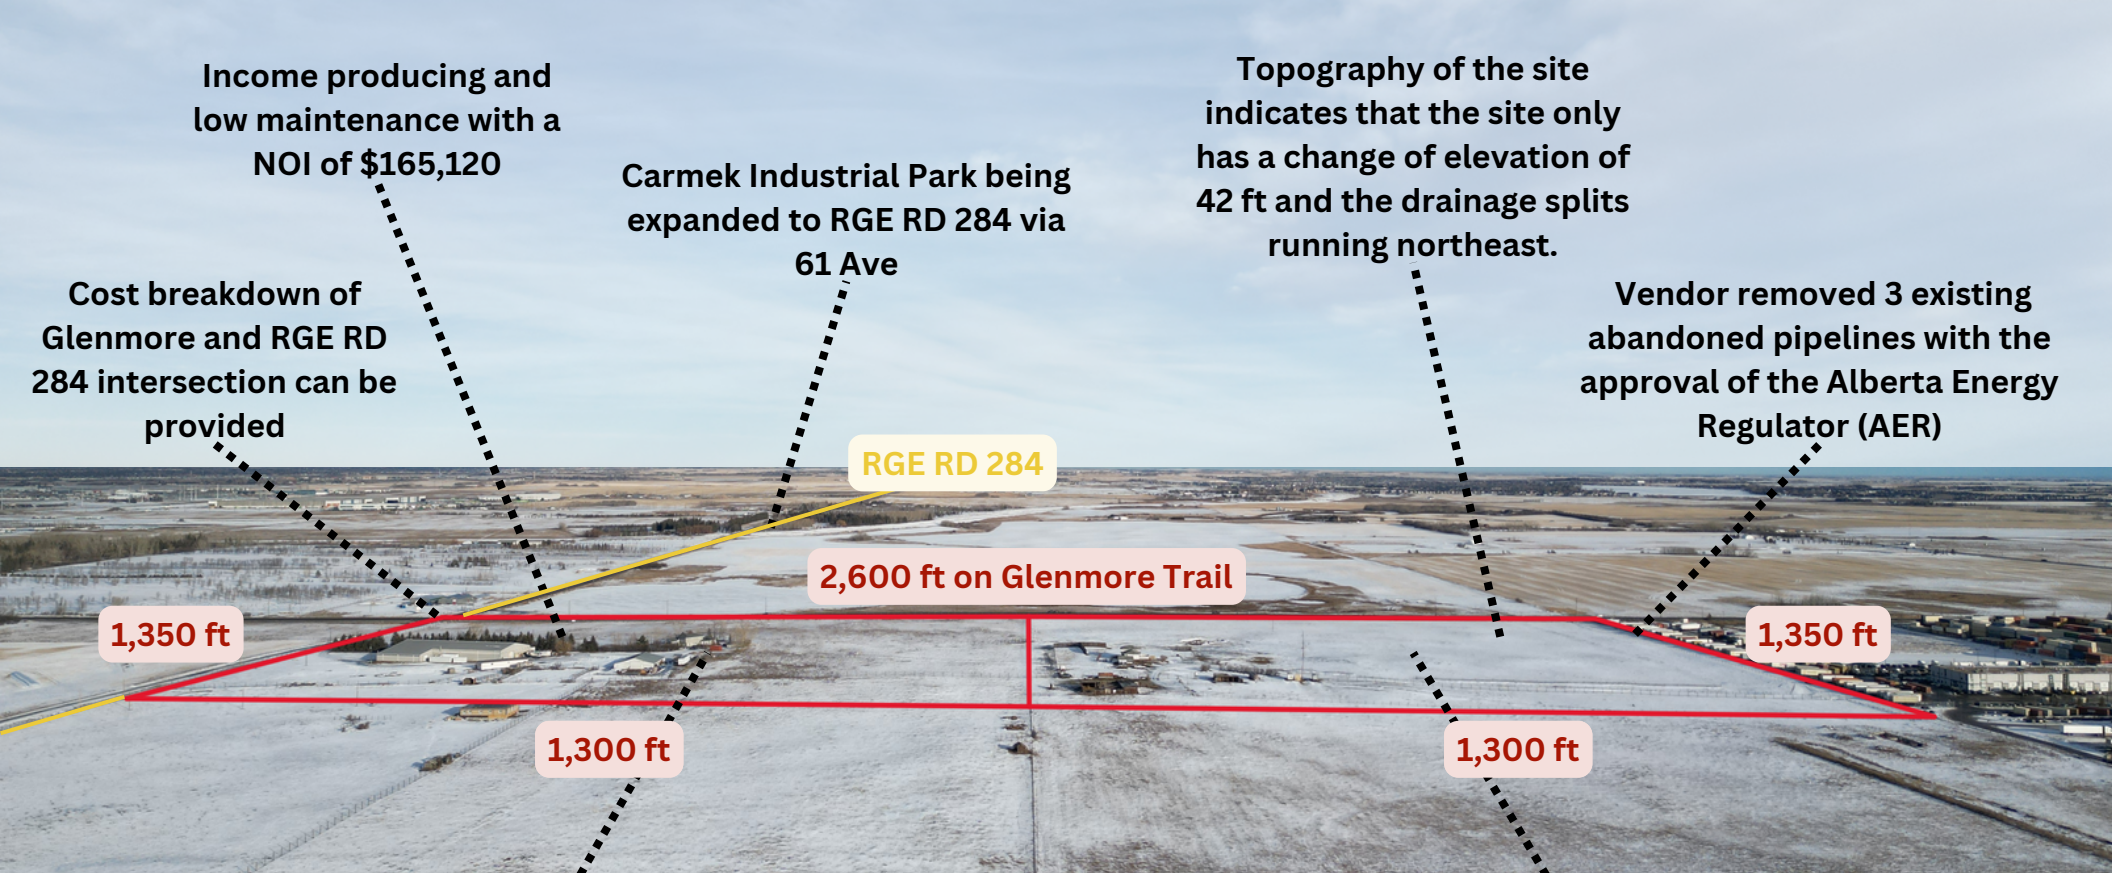 Income producing and
low maintenance with a
NOI of $165,120
Carmek Industrial Park being
expanded to RGE RD 284 via
61 Ave
Topography of the site
indicates that the site only
has a change of elevation of
42 ft and the drainage splits
running northeast.
Cost breakdown of
Glenmore and RGE RD
284 intersection can be
provided
Vendor removed 3 existing
abandoned pipelines with the
approval of the Alberta Energy
Regulator (AER)
RGE RD 284
2,600 ft on Glenmore Trail
1,350 ft
1,350 ft
1,300 ft
1,300 ft